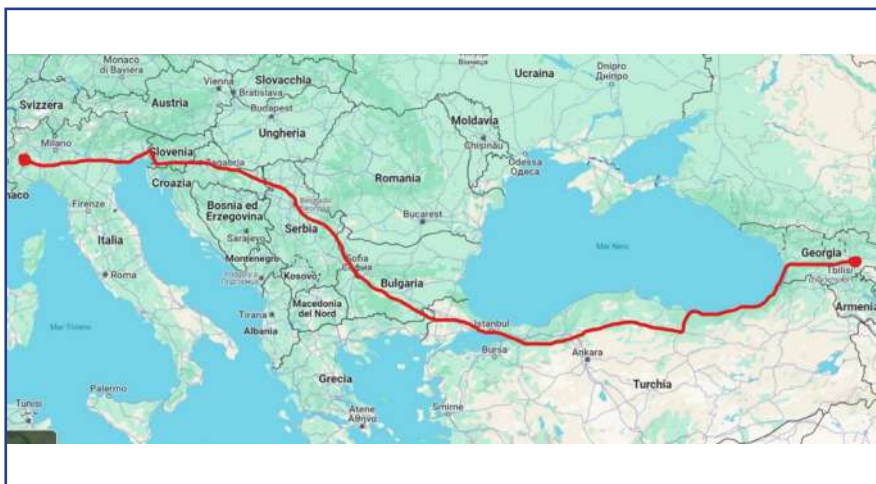 Monaco
di Baviera
Vienna
Slovacchia
Bratislava
Ucraina
Dnipro
Дніпро
Svizzera
Austria
Budapest
Moldavia
Chișinău
Ungheria
Milano
Slovenia
Zagabria
Odessa
Одеса
Croazia
Romania
naco
Bosnia ed
Erzegovina
Firenze
Bucarest
Serbia
Sarajevo
Mar Nero
Georgia
Italia
Montenegro
Sofia
София
Tbilisi
Kosovo
Bulgaria
Roma
Armenia
Macedonia
del Nord
Tirana
Istanbul
Mar Tirreno
Albania
Bursa
Ankara
Grecia
Turchia
Palermo
Smirne
Atene
Αθήνα
Tunisi